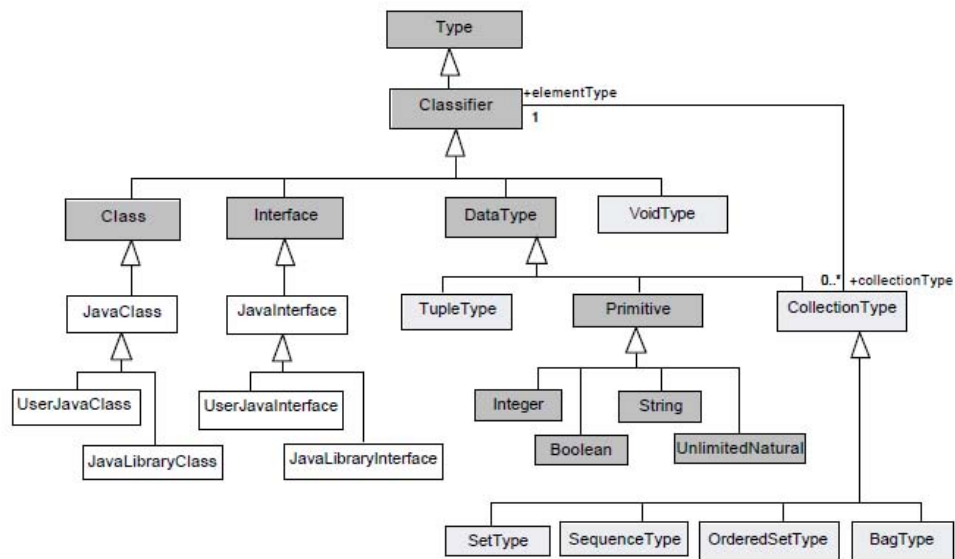 Type
+elementType
Classifier
1
Class
Interface
DataType
VoidType
0..* +collectionType
JavaClass
JavaInterface
TupleType
Primitive
CollectionType
UserJavaClass
UserJavaInterface
Integer
String
JavaLibraryClass
JavaLibraryInterface
Boolean
UnlimitedNatural
SetType
SequenceType
OrderedSetType
BagType